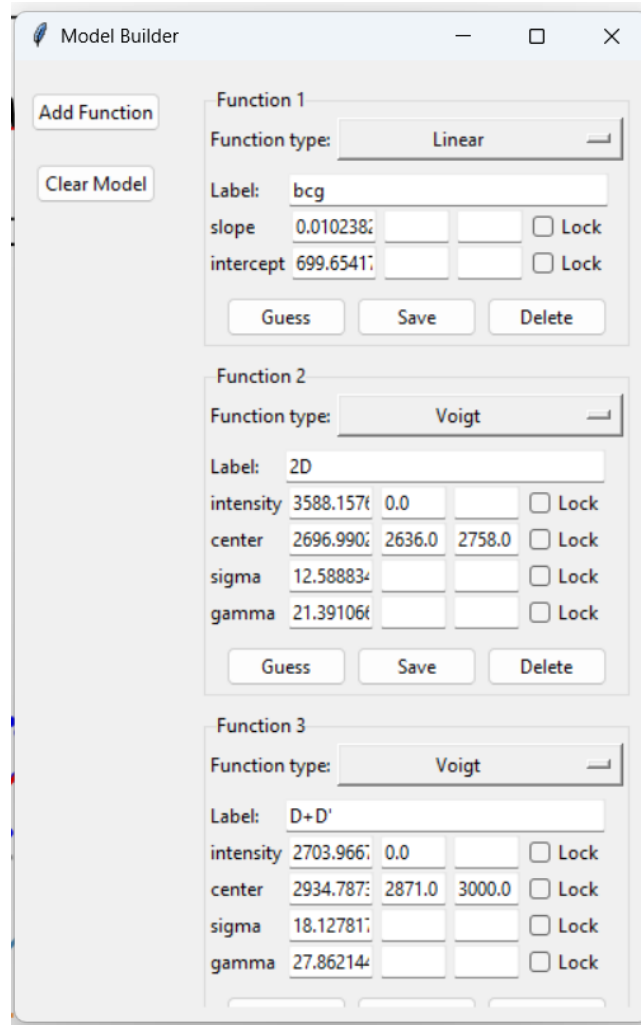 Model Builder
Add Function
Clear Model
Function 1
Function type: Linear
Label: bcg
slope 0.0102382 Lock
intercept 699.65417 Lock
Guess Save Delete
Function 2
Function type: Voigt
Label: 2D
intensity 3588.1576 0.0 Lock
center 2696.9902 2636.0 2758.0 Lock
sigma 12.588834 Lock
gamma 21.391066 Lock
Guess Save Delete
Function 3
Function type: Voigt
Label: D+D'
intensity 2703.9667 0.0 Lock
center 2934.7873 2871.0 3000.0 Lock
sigma 18.127817 Lock
gamma 27.862144 Lock